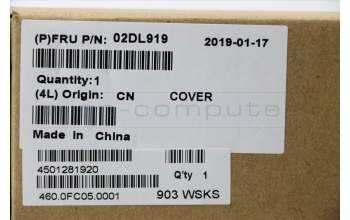 (P)FRU P/N: 02DL919 2019-01-17
Quantity:1
(4L) Origin: CN COVER
-compute
Made in China
4501281920
Q'ty 1
460.0FC05.0001 903 WSKS